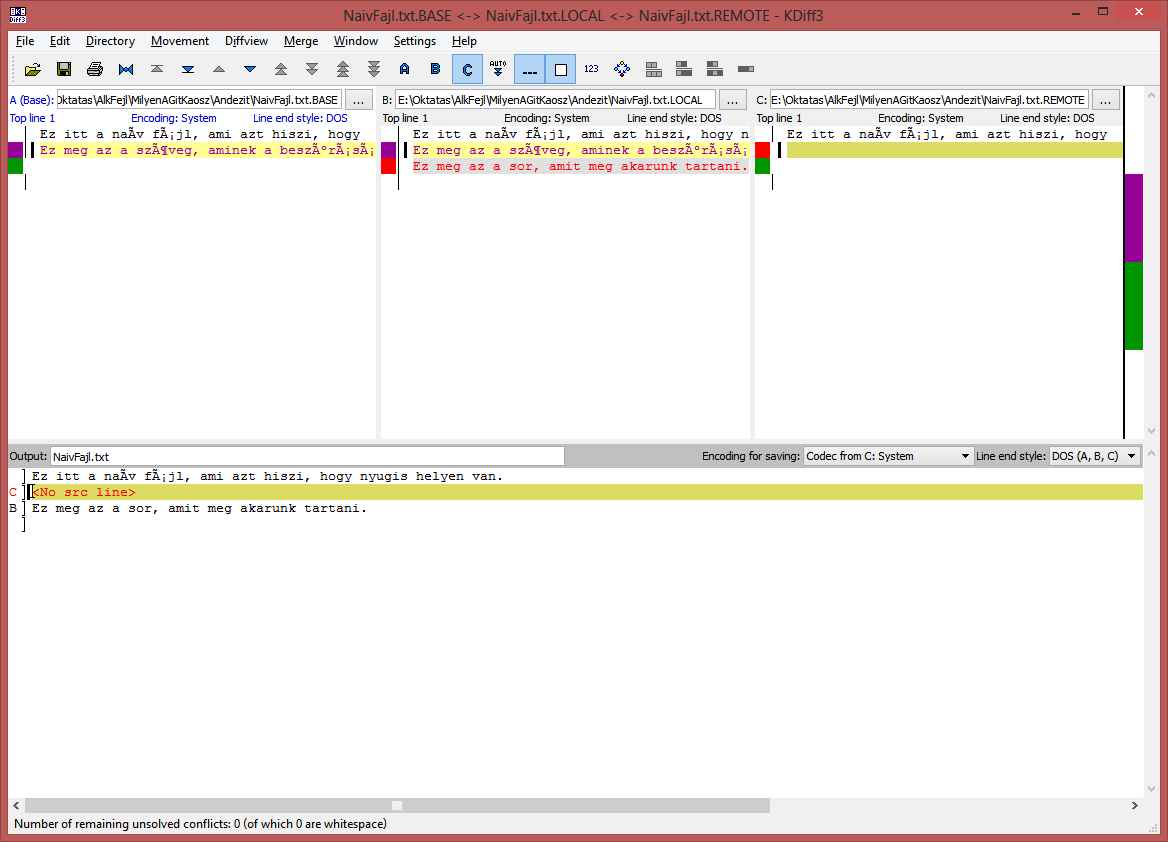 NaivFajl.txt.BASE <-> NaivFajl.txt.LOCAL <-> NaivFajl.txt.REMOTE - KDiff3
File Edit Directory Movement Diffview Merge Window Settings Help
A B C AUTO 123
A (Base): Oktatas\AlkFejl\MilyenAGitKaosz\Andezit\NaivFajl.txt.BASE ...
Top line 1 Encoding: System Line end style: DOS
Ez itt a naÃv fÃ¡jl, ami azt hiszi, hogy
Ez meg az a szÃ¶veg, aminek a beszÃºrÃ¡sÃ¡
B: E:\Oktatas\AlkFejl\MilyenAGitKaosz\Andezit\NaivFajl.txt.LOCAL ...
Top line 1 Encoding: System Line end style: DOS
Ez itt a naÃv fÃ¡jl, ami azt hiszi, hogy n
Ez meg az a szÃ¶veg, aminek a beszÃºrÃ¡sÃ¡
Ez meg az a sor, amit meg akarunk tartani.
C: E:\Oktatas\AlkFejl\MilyenAGitKaosz\Andezit\NaivFajl.txt.REMOTE ...
Top line 1 Encoding: System Line end style: DOS
Ez itt a naÃv fÃ¡jl, ami azt hiszi, hogy
Output: NaivFajl.txt Encoding for saving: Codec from C: System Line end style: DOS (A, B, C)
Ez itt a naÃv fÃ¡jl, ami azt hiszi, hogy nyugis helyen van.
C <No src line>
B Ez meg az a sor, amit meg akarunk tartani.
Number of remaining unsolved conflicts: 0 (of which 0 are whitespace)